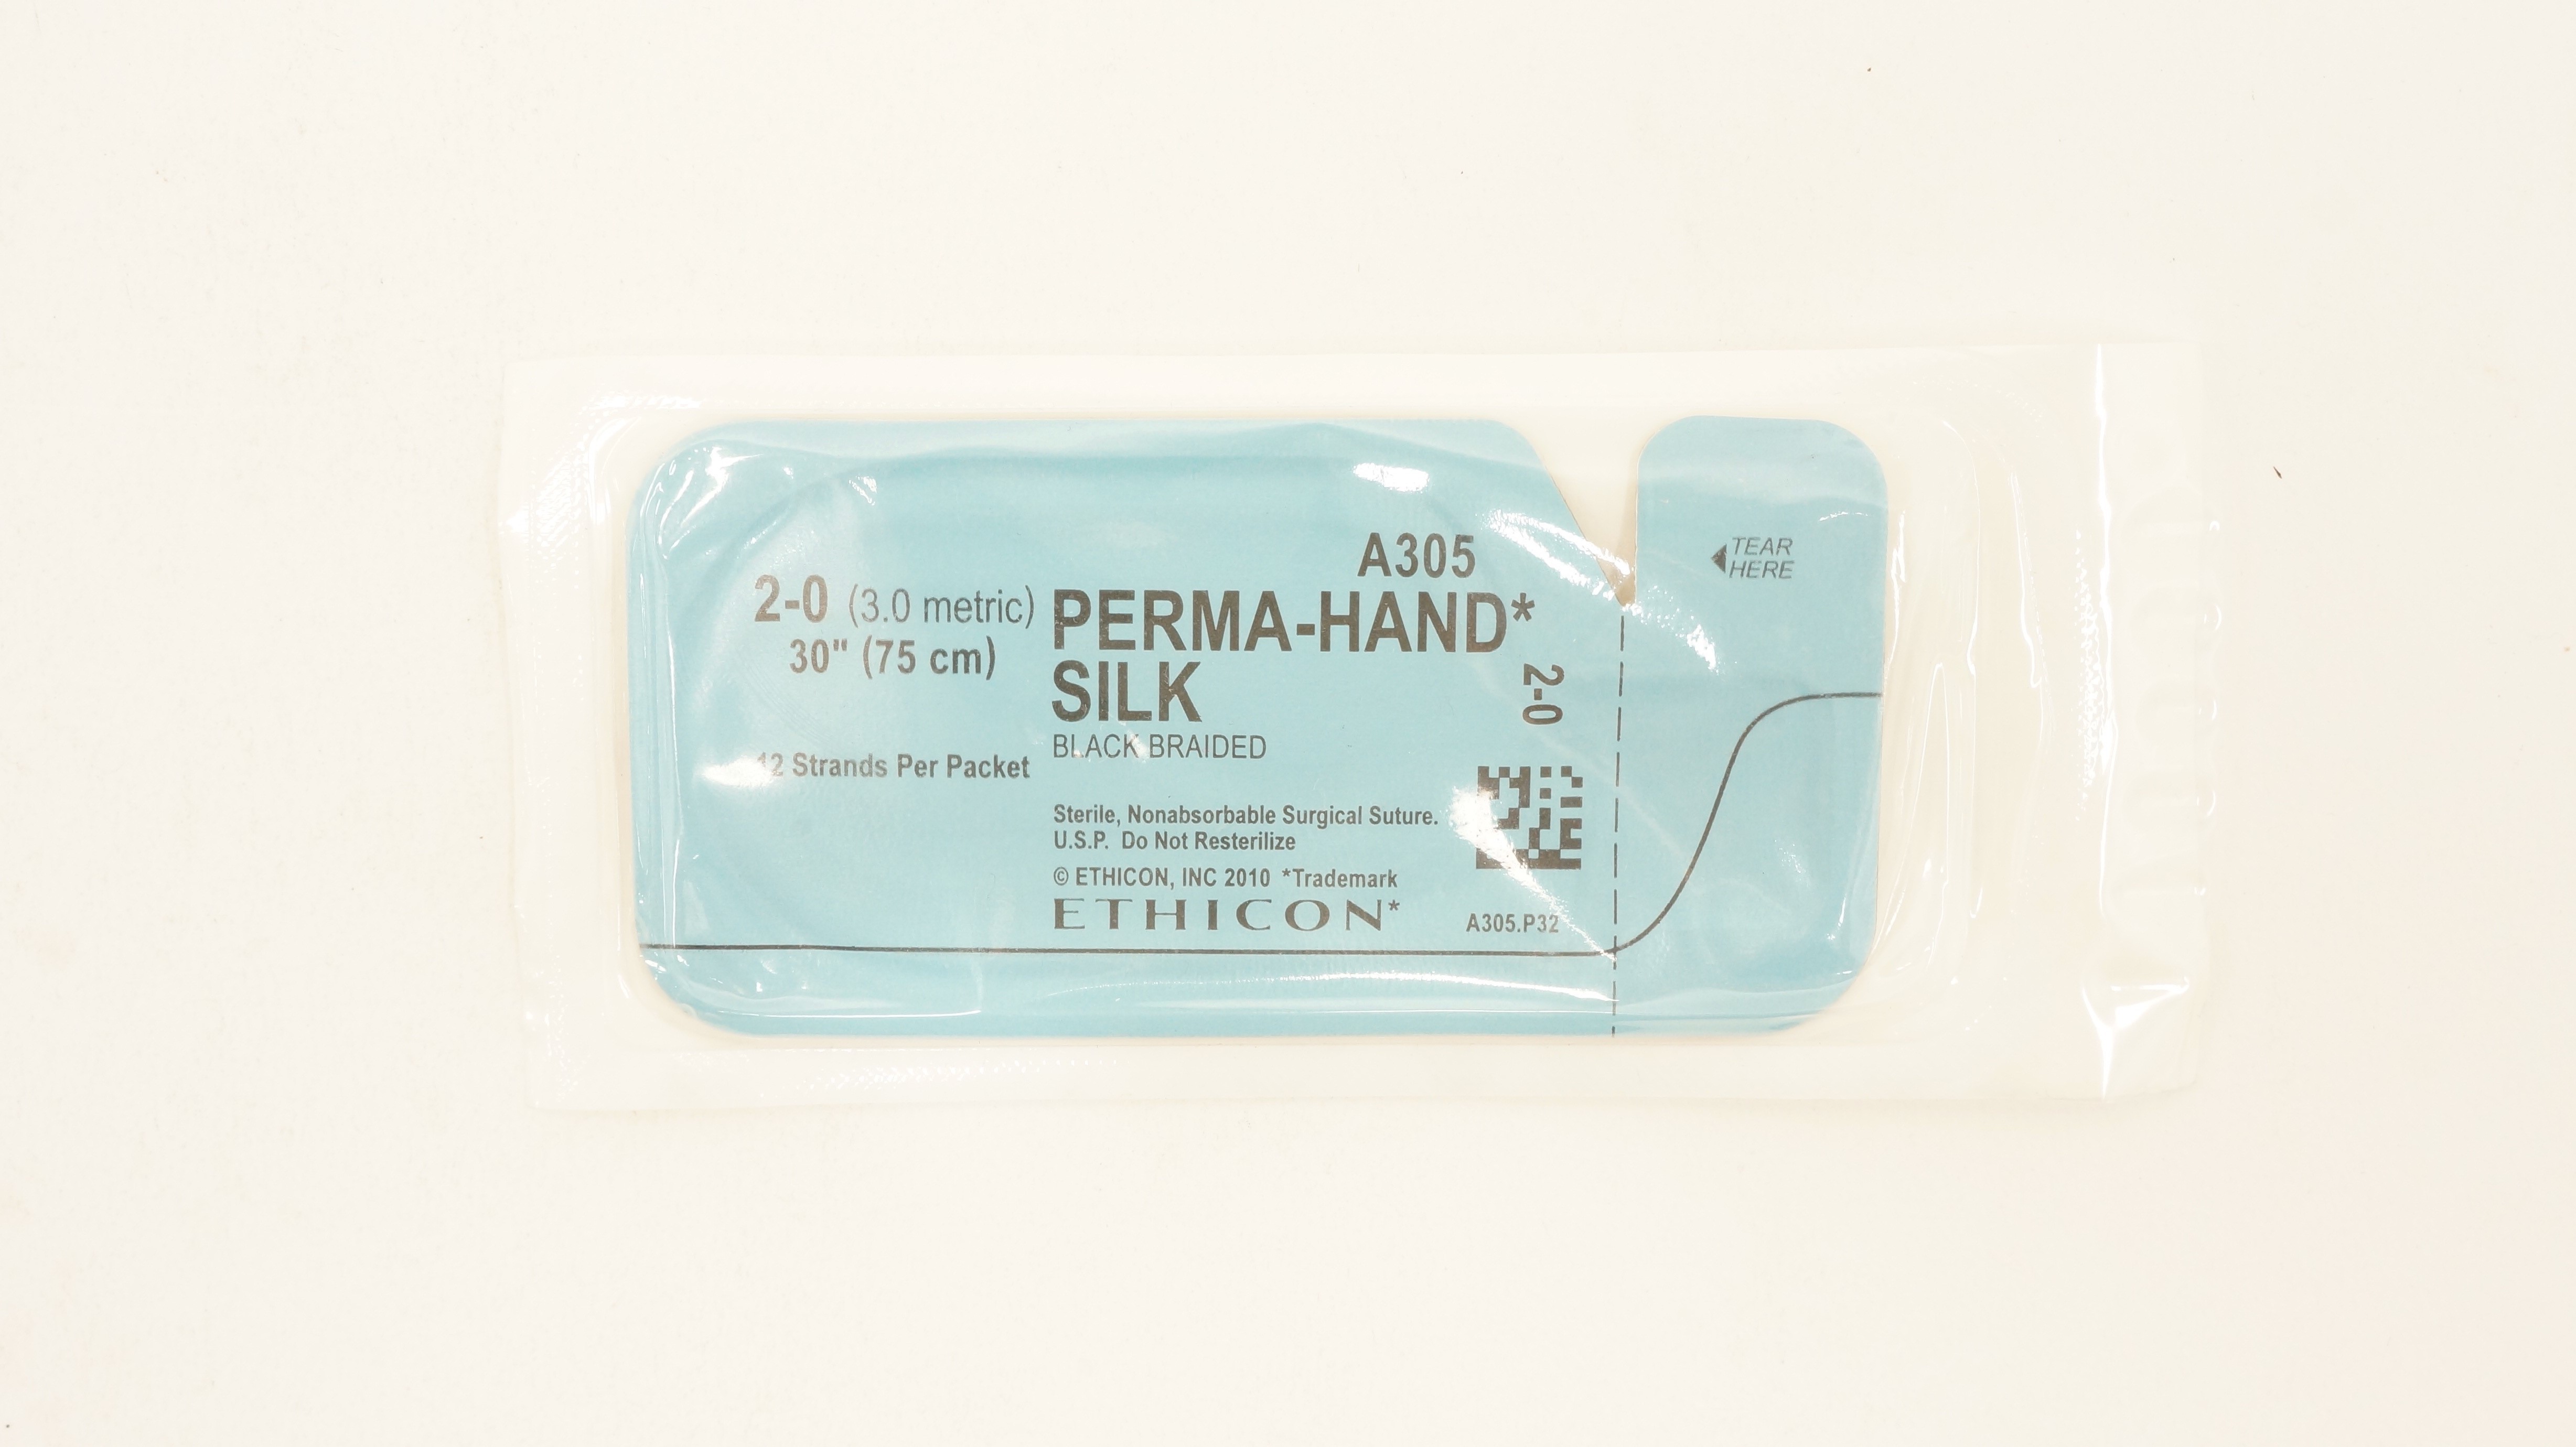 A305
2-0 (3.0 metric)
30" (75 cm)
12 Strands Per Packet
PERMA-HAND*
SILK
BLACK BRAIDED
2-0
Sterile, Nonabsorbable Surgical Suture.
U.S.P. Do Not Resterilize
© ETHICON, INC 2010 *Trademark
ETHICON*
A305.P32
TEAR
HERE